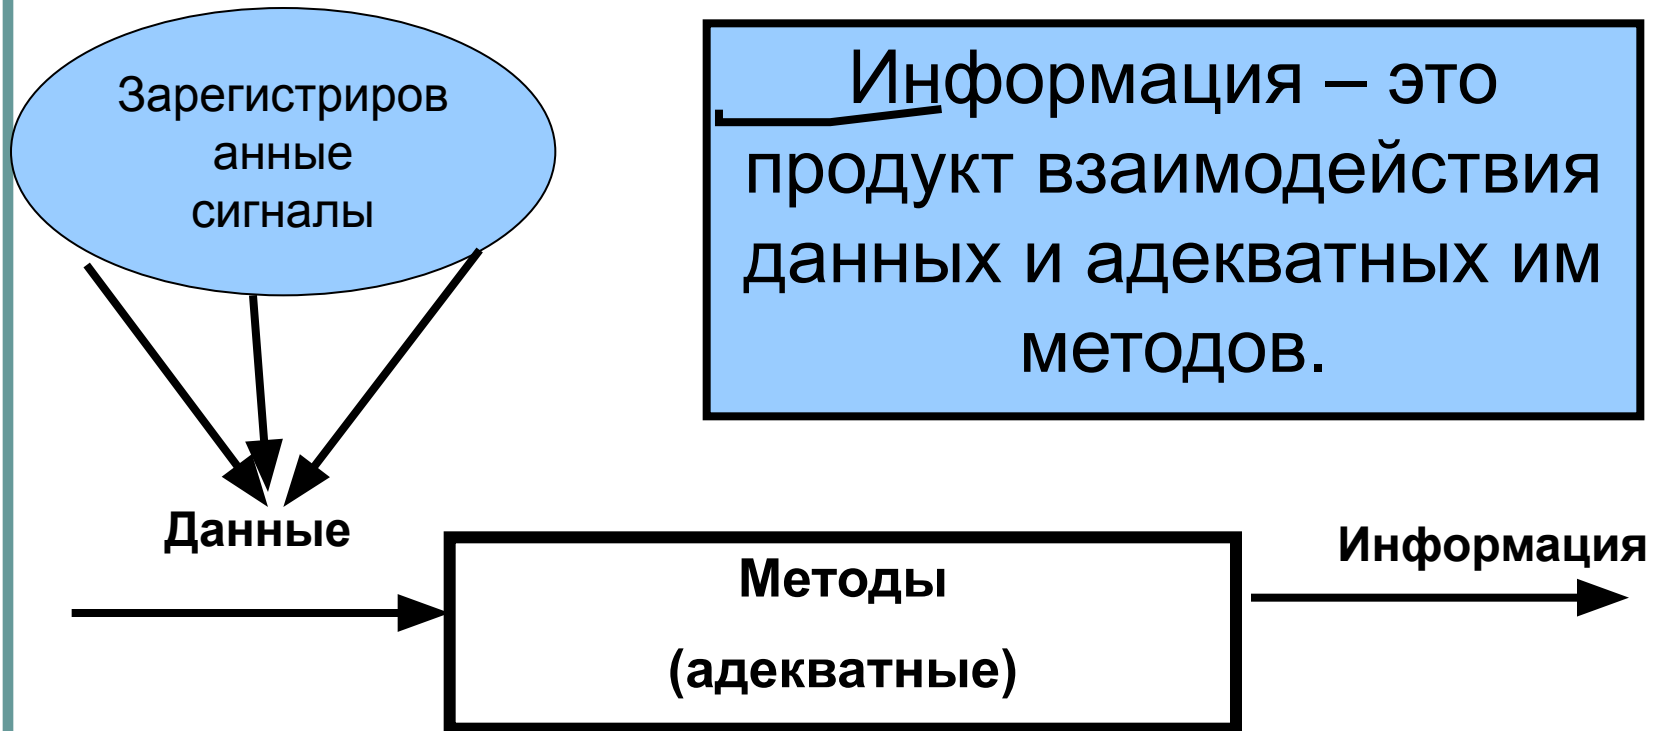 Зарегистриров
анные
сигналы
Информация – это
продукт взаимодействия
данных и адекватных им
методов.
Данные
Методы
(адекватные)
Информация